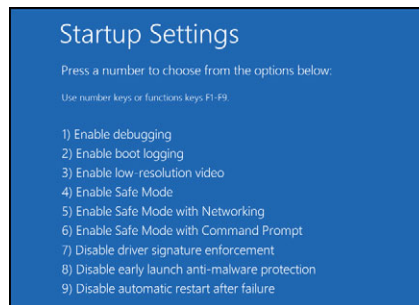 Startup Settings
Press a number to choose from the options below:
Use number keys or functions keys F1-F9.
1) Enable debugging
2) Enable boot logging
3) Enable low-resolution video
4) Enable Safe Mode
5) Enable Safe Mode with Networking
6) Enable Safe Mode with Command Prompt
7) Disable driver signature enforcement
8) Disable early launch anti-malware protection
9) Disable automatic restart after failure